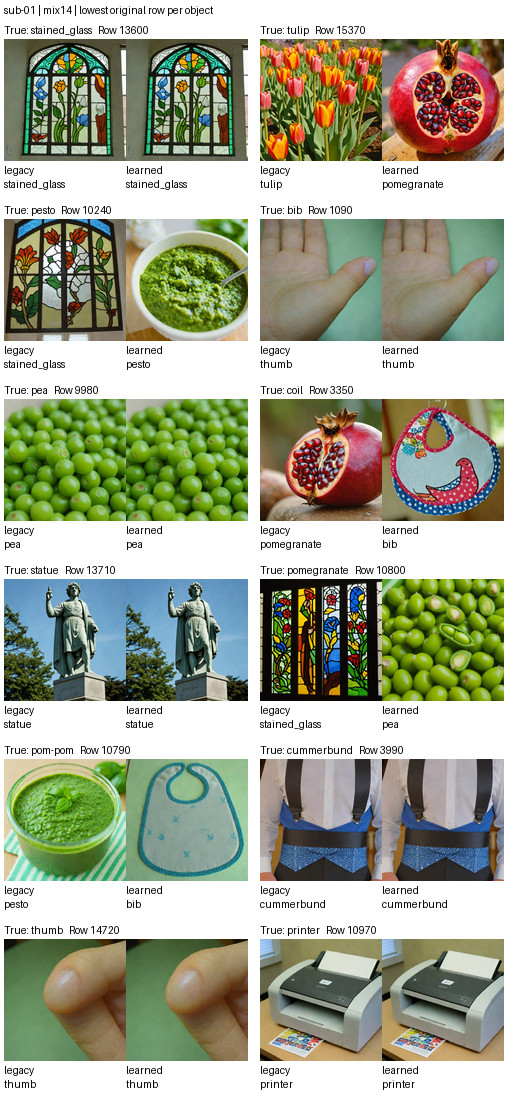 sub-01 | mix14 | lowest original row per object
True: stained_glass Row 13600
legacy
stained_glass
learned
stained_glass
True: tulip Row 15370
legacy
tulip
learned
pomegranate
True: pesto Row 10240
legacy
stained_glass
learned
pesto
True: bib Row 1090
legacy
thumb
learned
thumb
True: pea Row 9980
legacy
pea
learned
pea
True: coil Row 3350
legacy
pomegranate
learned
bib
True: statue Row 13710
legacy
statue
learned
statue
True: pomegranate Row 10800
legacy
stained_glass
learned
pea
True: pom-pom Row 10790
legacy
pesto
learned
bib
True: cummerbund Row 3990
legacy
cummerbund
learned
cummerbund
True: thumb Row 14720
legacy
thumb
learned
thumb
True: printer Row 10970
legacy
printer
learned
printer